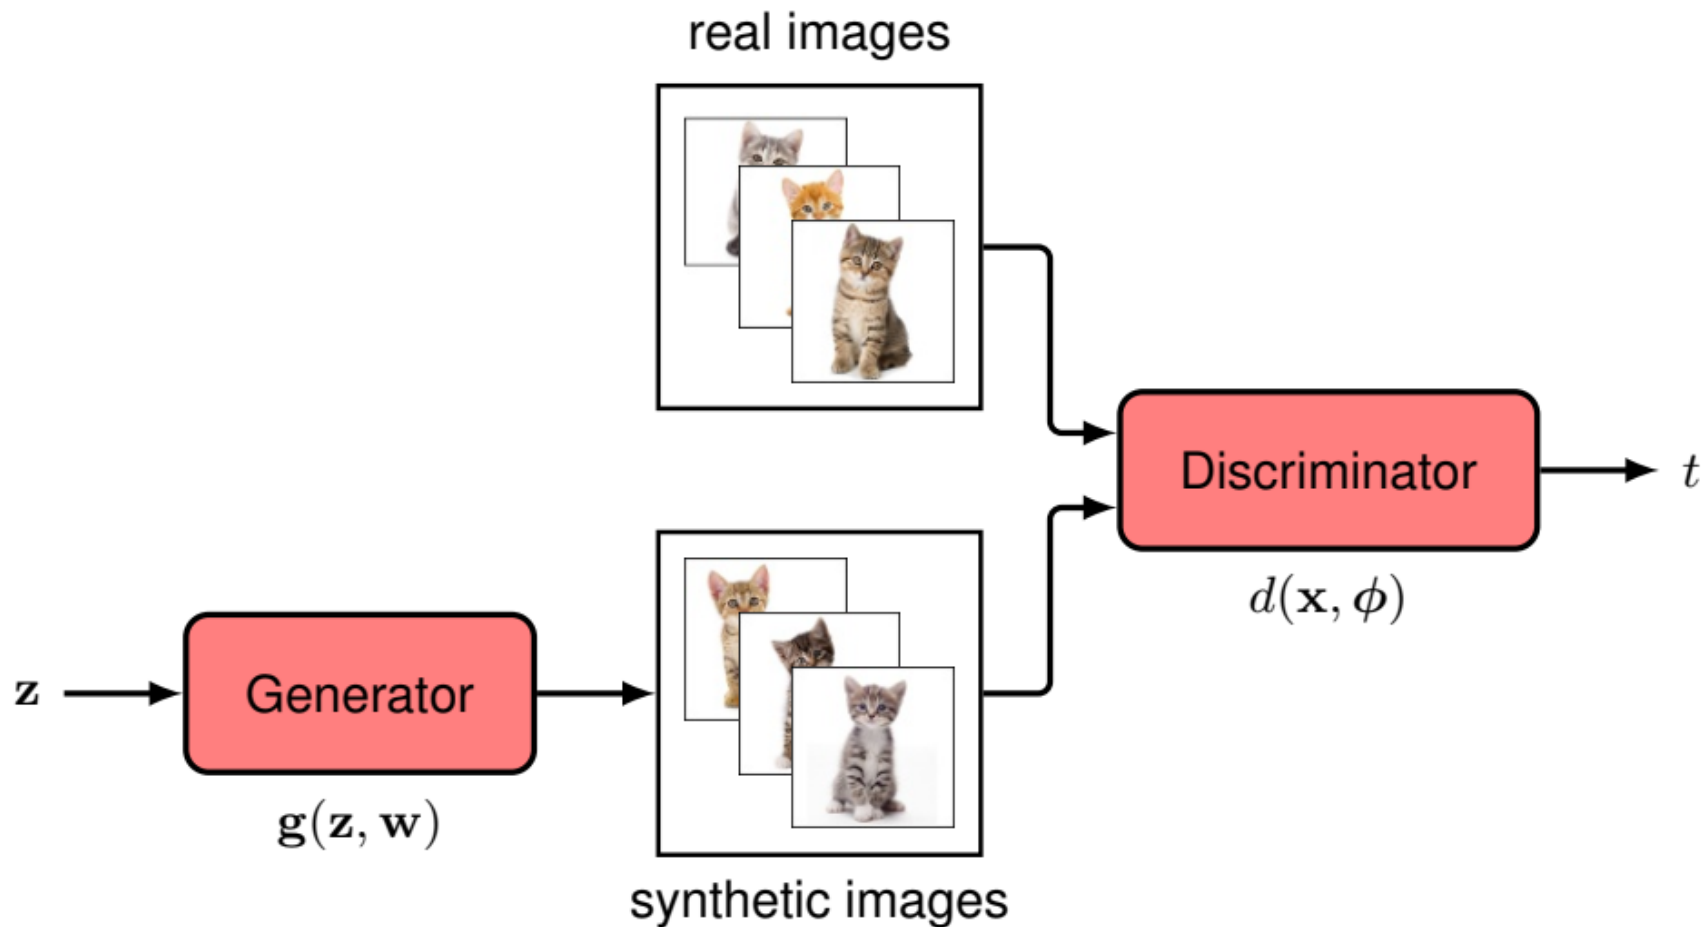 real images
Discriminator
t
d(x, ϕ)
z
Generator
g(z, w)
synthetic images